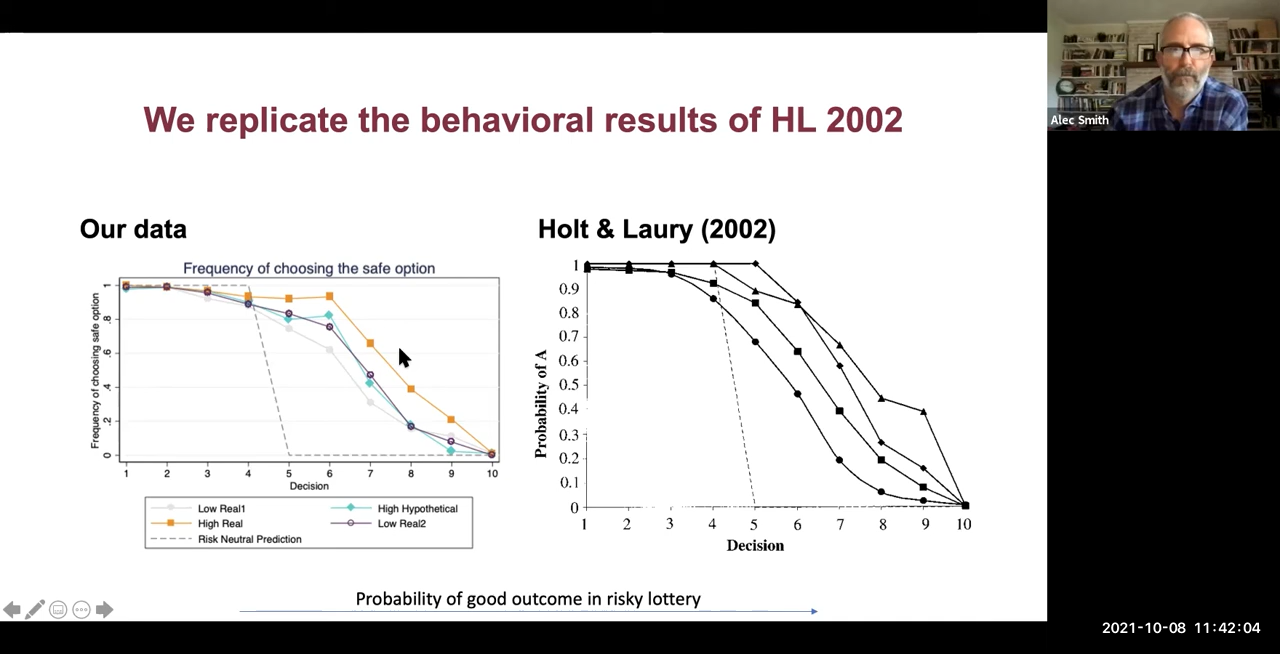 We replicate the behavioral results of HL 2002
Alec Smith
Our data
Holt & Laury (2002)
Frequency of choosing the safe option
Frequency of choosing safe option
1
.8
.6
.4
.2
0
1 2 3 4 5 6 7 8 9 10
Decision
Low Real1
High Hypothetical
High Real
Low Real2
Risk Neutral Prediction
Probability of A
1
0.9
0.8
0.7
0.6
0.5
0.4
0.3
0.2
0.1
0
1 2 3 4 5 6 7 8 9 10
Decision
Probability of good outcome in risky lottery
2021-10-08 11:42:04